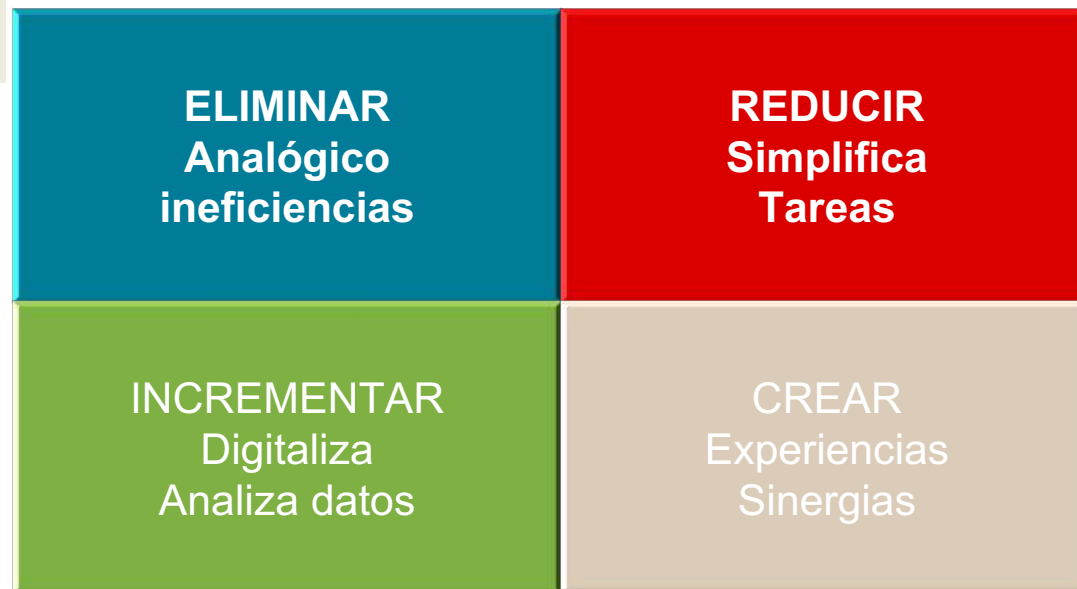 ELIMINAR
Analógico
ineficiencias
REDUCIR
Simplifica
Tareas
INCREMENTAR
Digitaliza
Analiza datos
CREAR
Experiencias
Sinergias